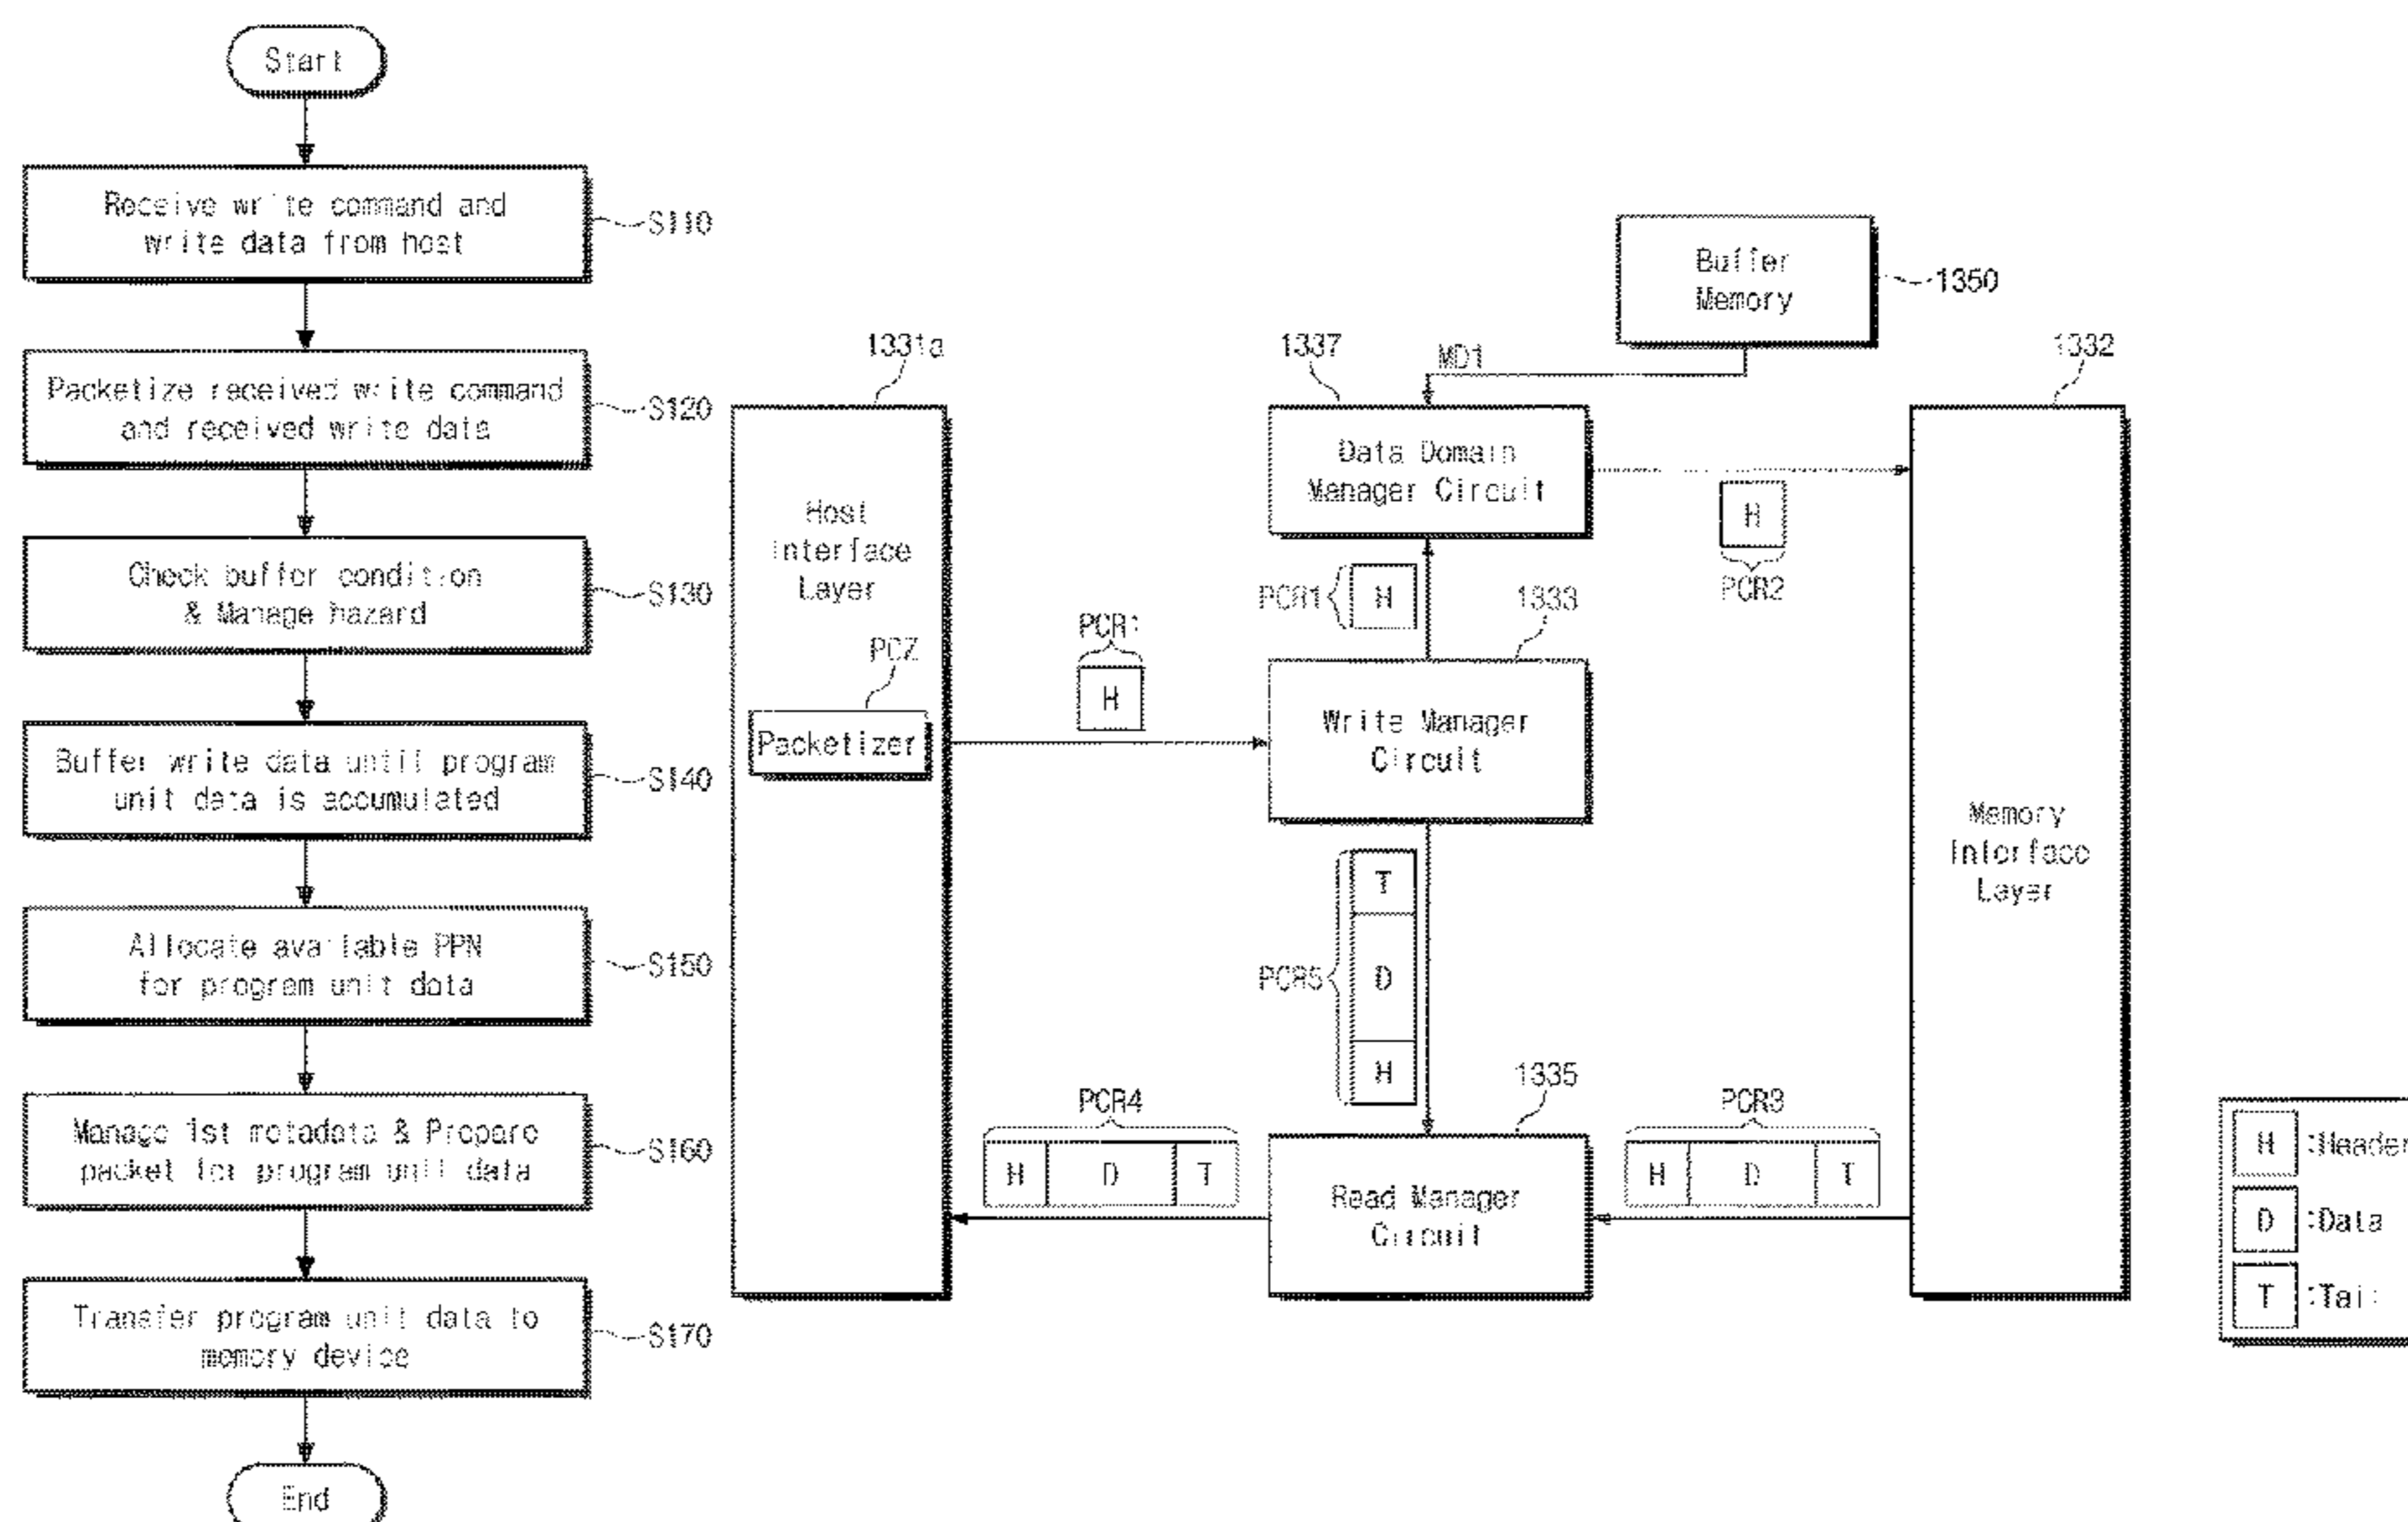 Start
Receive write command and
write data from host
S110
Packetize received write command
and received write data
S120
Check buffer condition
& Manage hazard
S130
Buffer write data until program
unit data is accumulated
S140
Allocate available PPN
for program unit data
S150
Manage 1st metadata & Prepare
packet for program unit data
S160
Transfer program unit data to
memory device
S170
End
1331a
Host
Interface
Layer
PCZ
Packetizer
PCR1
H
1337
MD1
Buffer
Memory
1350
Data Domain
Manager Circuit
PCR1
H
1333
Write Manager
Circuit
H
PCR2
1332
Memory
Interface
Layer
PCR5
T
D
H
1335
Read Manager
Circuit
PCR4
H D T
PCR3
H D T
H :Header
D :Data
T :Tail